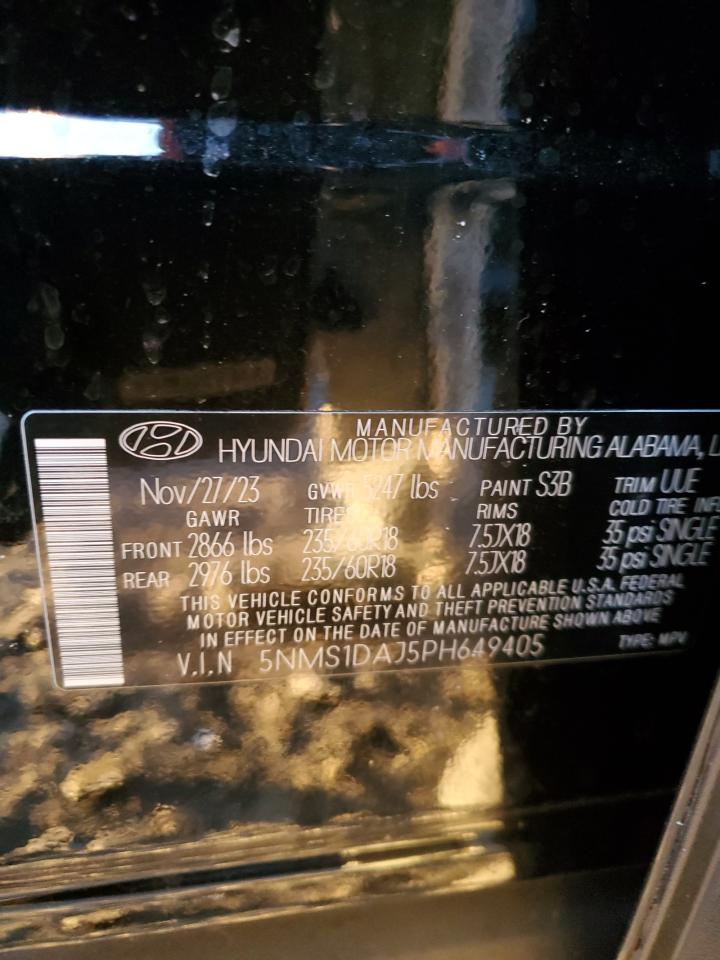 MANUFACTURED BY
HYUNDAI MOTOR MANUFACTURING ALABAMA, L
Nov/27/23 GVWR 5247 lbs PAINT S3B TRIM UUE
GAWR TIRES RIMS COLD TIRE INF
FRONT 2866 lbs 235/60R18 7.5JX18 35 psi SINGLE
REAR 2976 lbs 235/60R18 7.5JX18 35 psi SINGLE
THIS VEHICLE CONFORMS TO ALL APPLICABLE U.S.A. FEDERAL
MOTOR VEHICLE SAFETY AND THEFT PREVENTION STANDARDS
IN EFFECT ON THE DATE OF MANUFACTURE SHOWN ABOVE
V.I.N 5NMS1DAJ5PH649405 TYPE: MPV